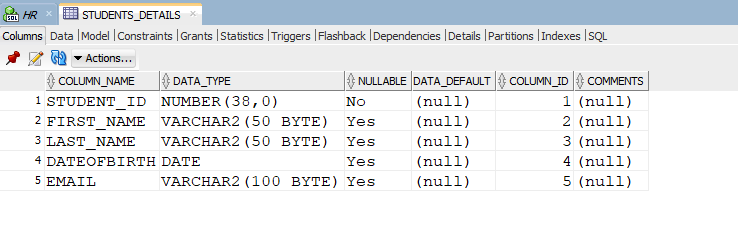 SQL HR × STUDENTS_DETAILS ×
Columns Data Model Constraints Grants Statistics Triggers Flashback Dependencies Details Partitions Indexes SQL
Actions...
COLUMN_NAME DATA_TYPE NULLABLE DATA_DEFAULT COLUMN_ID COMMENTS
1 STUDENT_ID NUMBER(38,0) No (null) 1 (null)
2 FIRST_NAME VARCHAR2(50 BYTE) Yes (null) 2 (null)
3 LAST_NAME VARCHAR2(50 BYTE) Yes (null) 3 (null)
4 DATEOFBIRTH DATE Yes (null) 4 (null)
5 EMAIL VARCHAR2(100 BYTE) Yes (null) 5 (null)